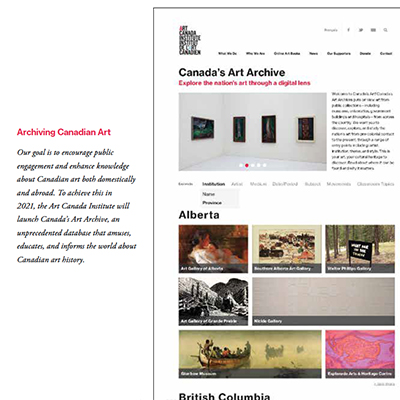 Archiving Canadian Art
Our goal is to encourage public
engagement and enhance knowledge
about Canadian art both domestically
and abroad. To achieve this in
2021, the Art Canada Institute will
launch Canada's Art Archive, an
unprecedented database that amuses,
educates, and informs the world about
Canadian art history.
ART
CANADA
INSTITUTE
INSTITUT
DE L'ART
CANADIEN
Français
What We Do Who We Are Online Art Books News Our Supporters Donate Contact
Canada's Art Archive
Explore the nation's art through a digital lens
Institution Artist Medium Date/Period Subject Movements Classrooms Topics
Name
Province
Alberta
Art Gallery of Alberta
Southern Alberta Art Gallery
Walter Phillips Gallery
Art Gallery of Grande Prairie
Nickle Gallery
Glenbow Museum
Esplanade Arts & Heritage Centre
British Columbia